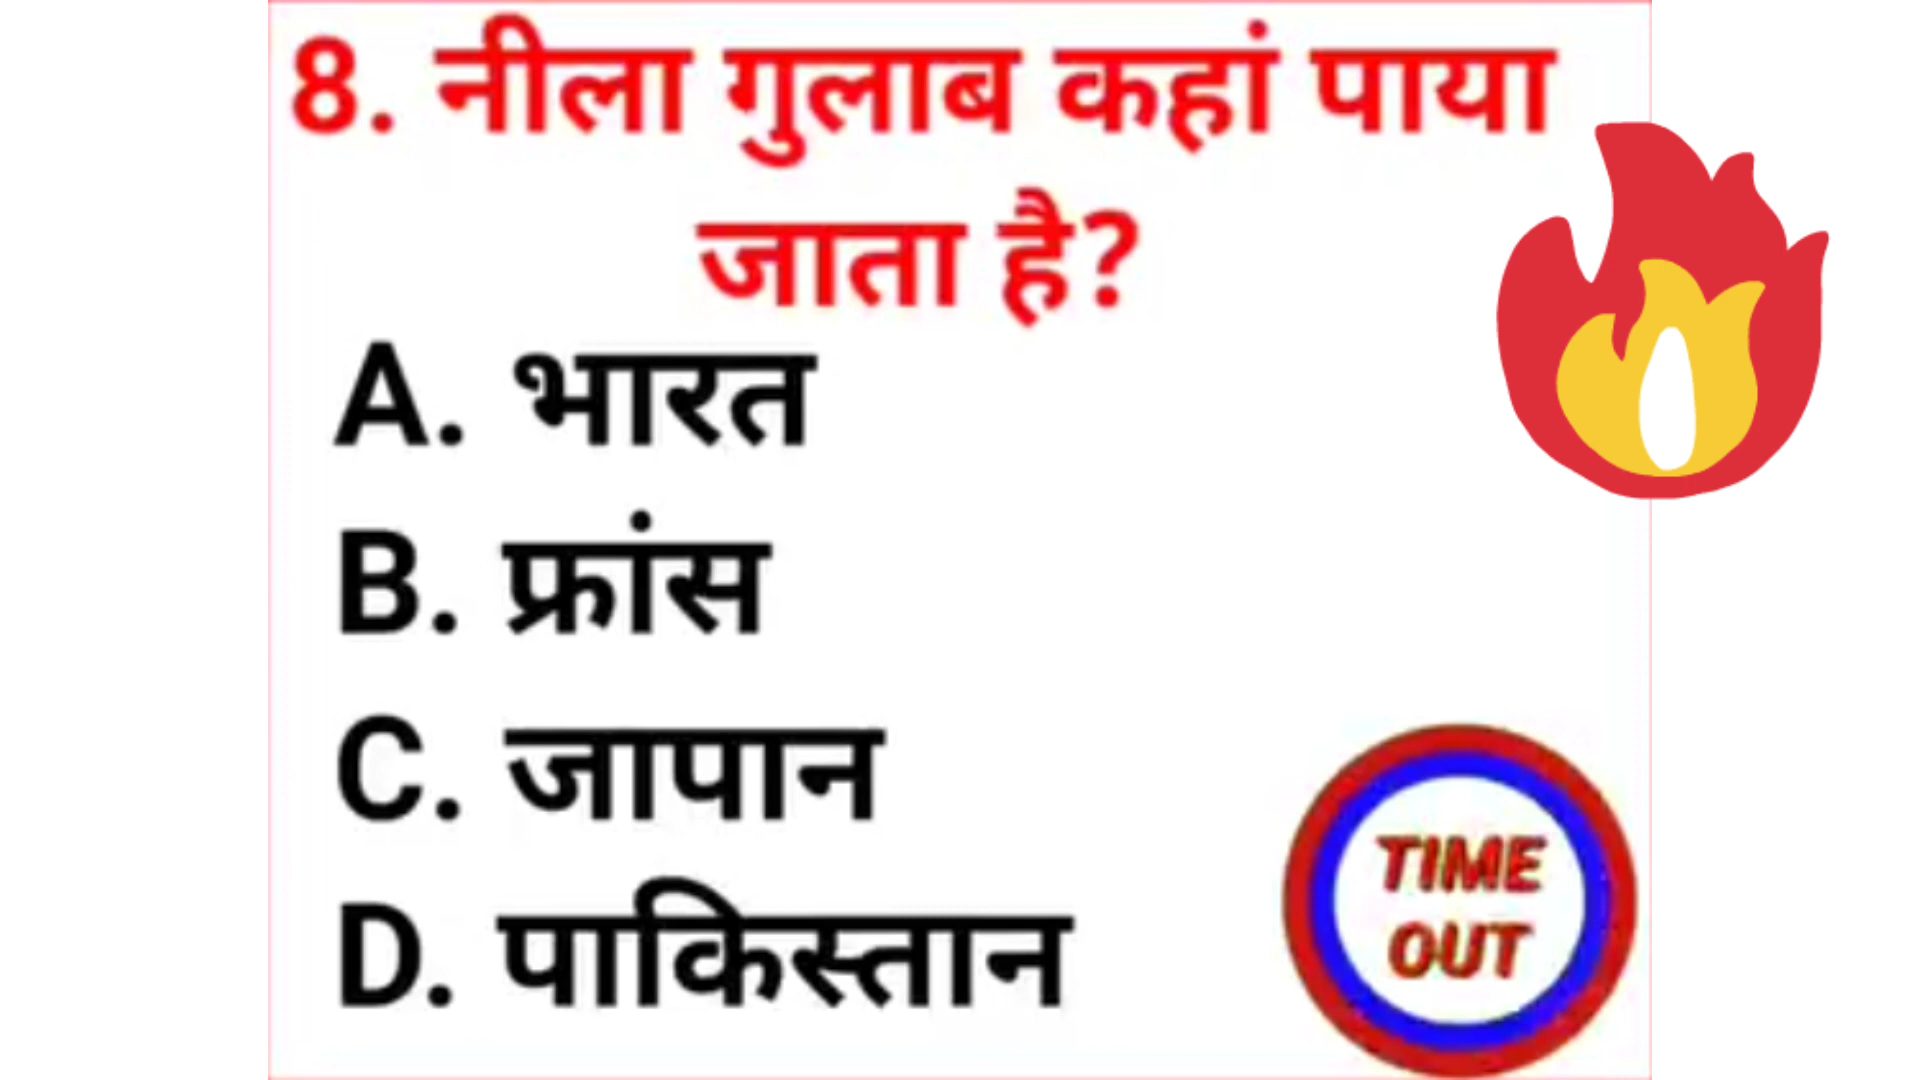 8. नीला गुलाब कहां पाया
जाता है?
A. भारत
B. फ्रांस
C. जापान
D. पाकिस्तान
TIME
OUT